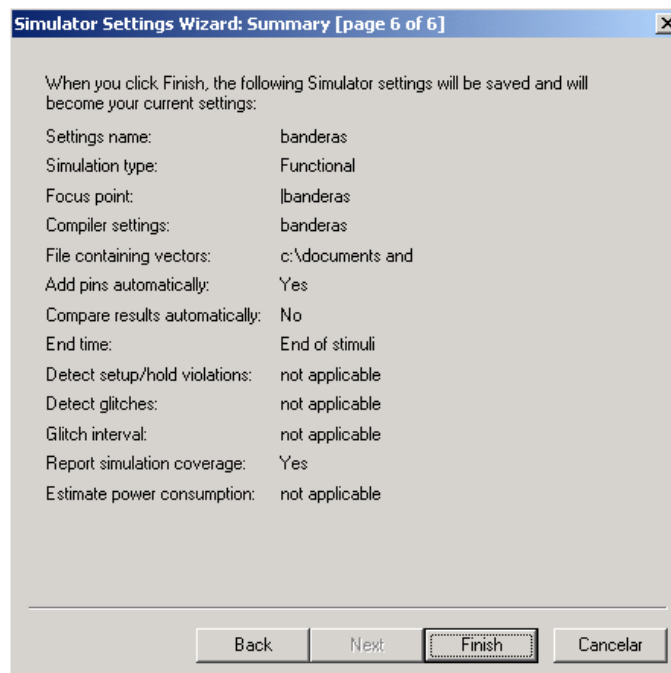 Simulator Settings Wizard: Summary [page 6 of 6]
When you click Finish, the following Simulator settings will be saved and will
become your current settings:
Settings name: banderas
Simulation type: Functional
Focus point: |banderas
Compiler settings: banderas
File containing vectors: c:\documents and
Add pins automatically: Yes
Compare results automatically: No
End time: End of stimuli
Detect setup/hold violations: not applicable
Detect glitches: not applicable
Glitch interval: not applicable
Report simulation coverage: Yes
Estimate power consumption: not applicable
Back Next Finish Cancelar